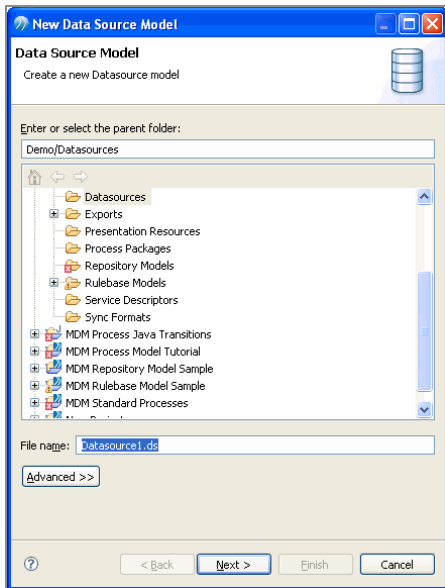 New Data Source Model
Data Source Model
Create a new Datasource model
Enter or select the parent folder:
Demo/Datasources
Datasources
Exports
Presentation Resources
Process Packages
Repository Models
Rulebase Models
Service Descriptors
Sync Formats
MDM Process Java Transitions
MDM Process Model Tutorial
MDM Repository Model Sample
MDM Rulebase Model Sample
MDM Standard Processes
File name: Datasource1.ds
Advanced >>
? < Back Next > Finish Cancel